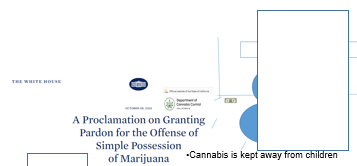 THE WHITE HOUSE
OCTOBER 06, 2022
Department of
Cannabis Control
A Proclamation on Granting
Pardon for the Offense of
Simple Possession
of Marijuana
•Cannabis is kept away from children